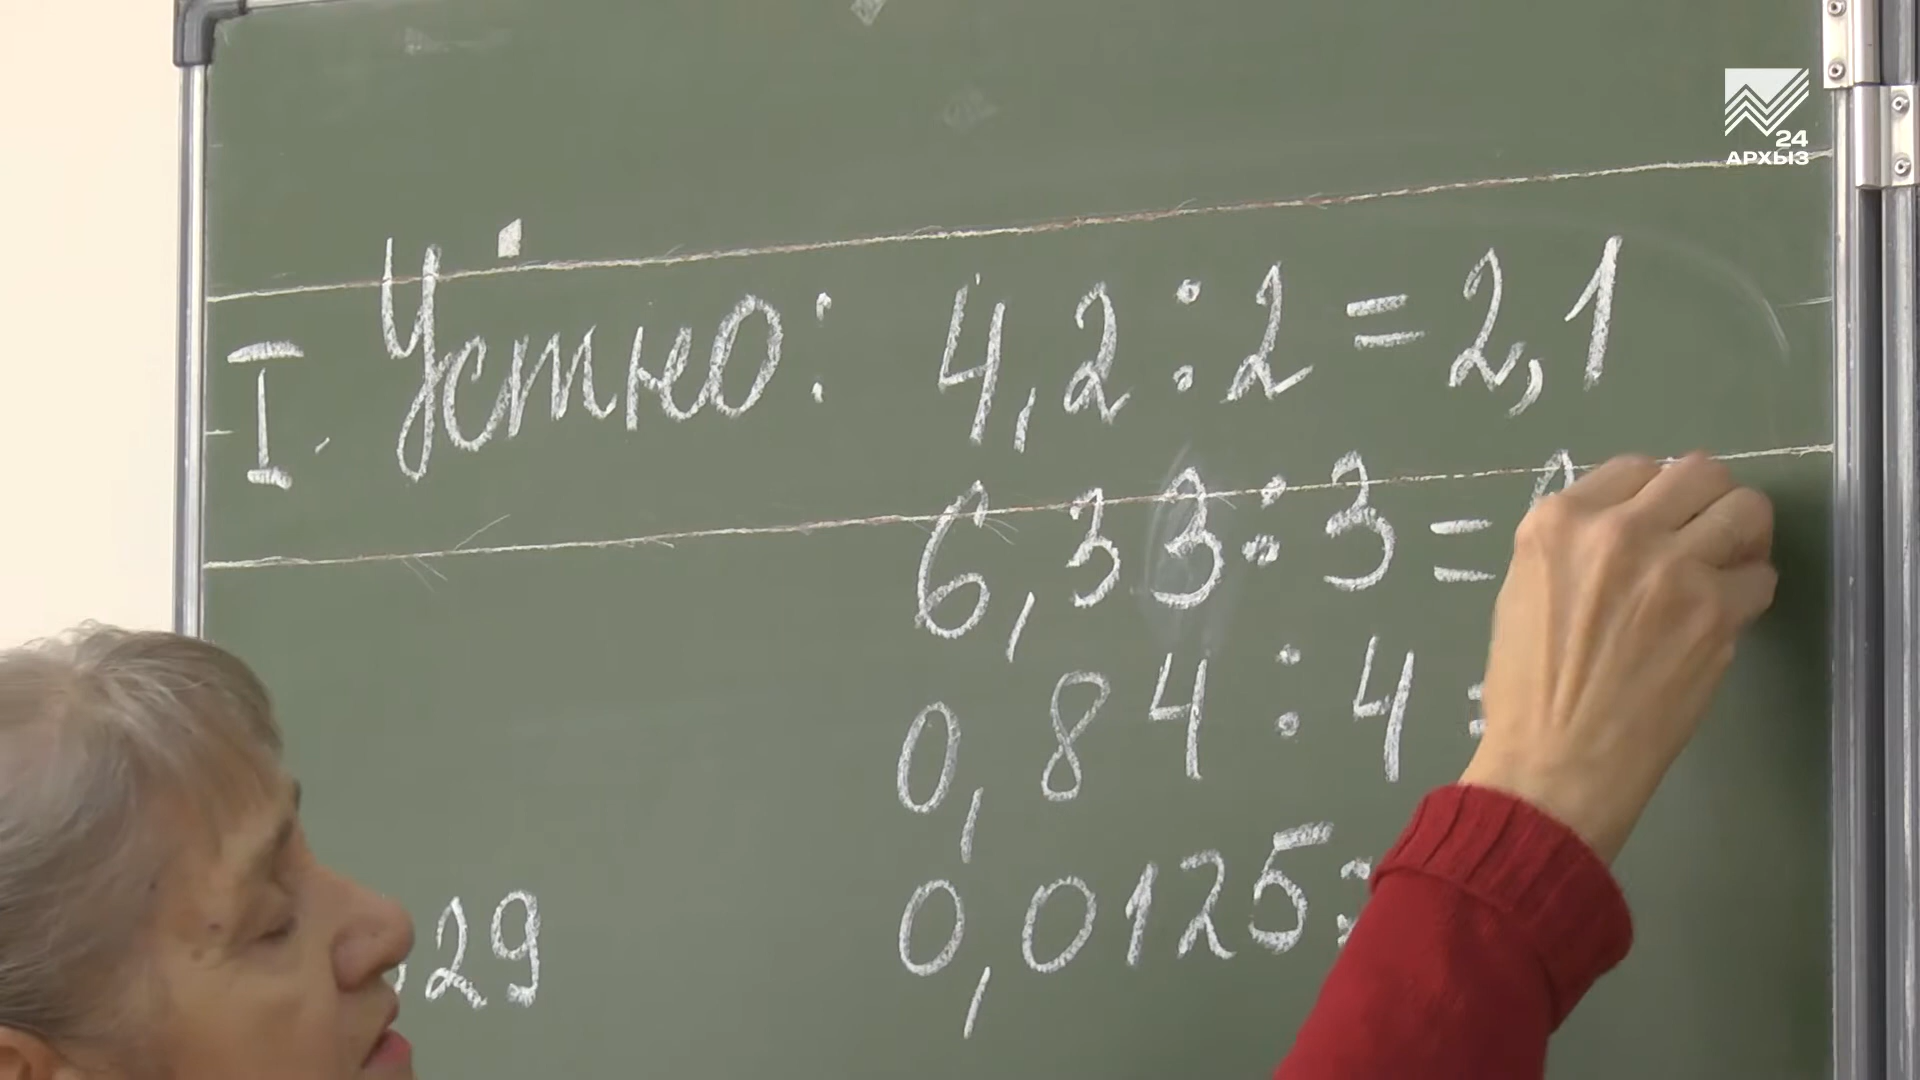 24
АРХЫЗ
I. Устно: 4,2 : 2 = 2,1
6,33 : 3 =
0,84 : 4 =
0,0125 :
29